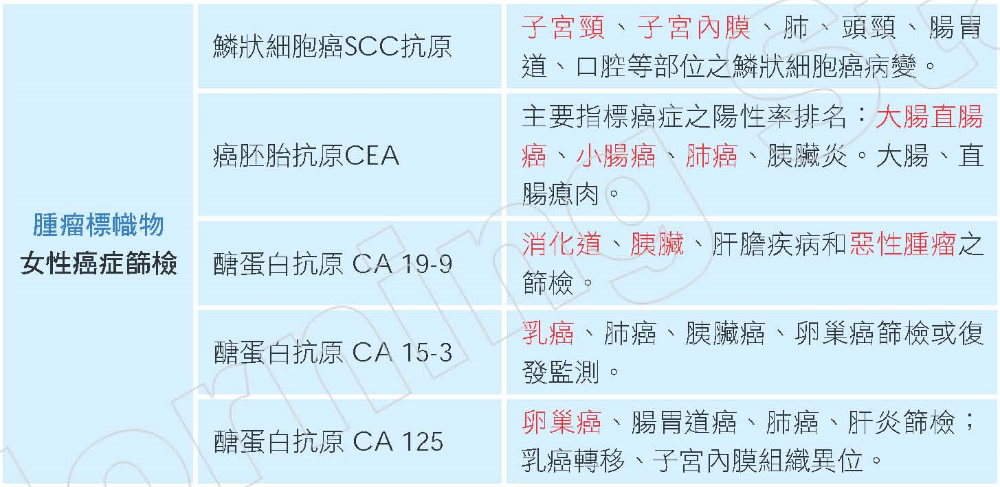 腫瘤標幟物
女性癌症篩檢
鱗狀細胞癌SCC抗原
子宮頸、子宮內膜、肺、頭頸、腸胃
道、口腔等部位之鱗狀細胞癌病變。
癌胚胎抗原CEA
主要指標癌症之陽性率排名：大腸直腸
癌、小腸癌、肺癌、胰臟炎。大腸、直
腸瘜肉。
醣蛋白抗原 CA 19-9
消化道、胰臟、肝膽疾病和惡性腫瘤之
篩檢。
醣蛋白抗原 CA 15-3
乳癌、肺癌、胰臟癌、卵巢癌篩檢或復
發監測。
醣蛋白抗原 CA 125
卵巢癌、腸胃道癌、肺癌、肝炎篩檢；
乳癌轉移、子宮內膜組織異位。